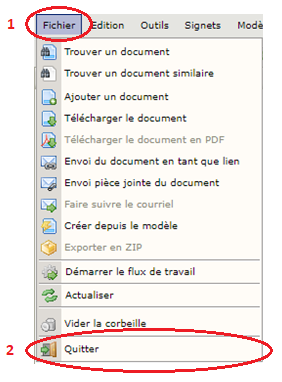 1 Fichier Edition Outils Signets Modè
Trouver un document
Trouver un document similaire
Ajouter un document
Télécharger le document
Télécharger le document en PDF
Envoi du document en tant que lien
Envoi pièce jointe du document
Faire suivre le courriel
Créer depuis le modèle
Exporter en ZIP
Démarrer le flux de travail
Actualiser
Vider la corbeille
2 Quitter